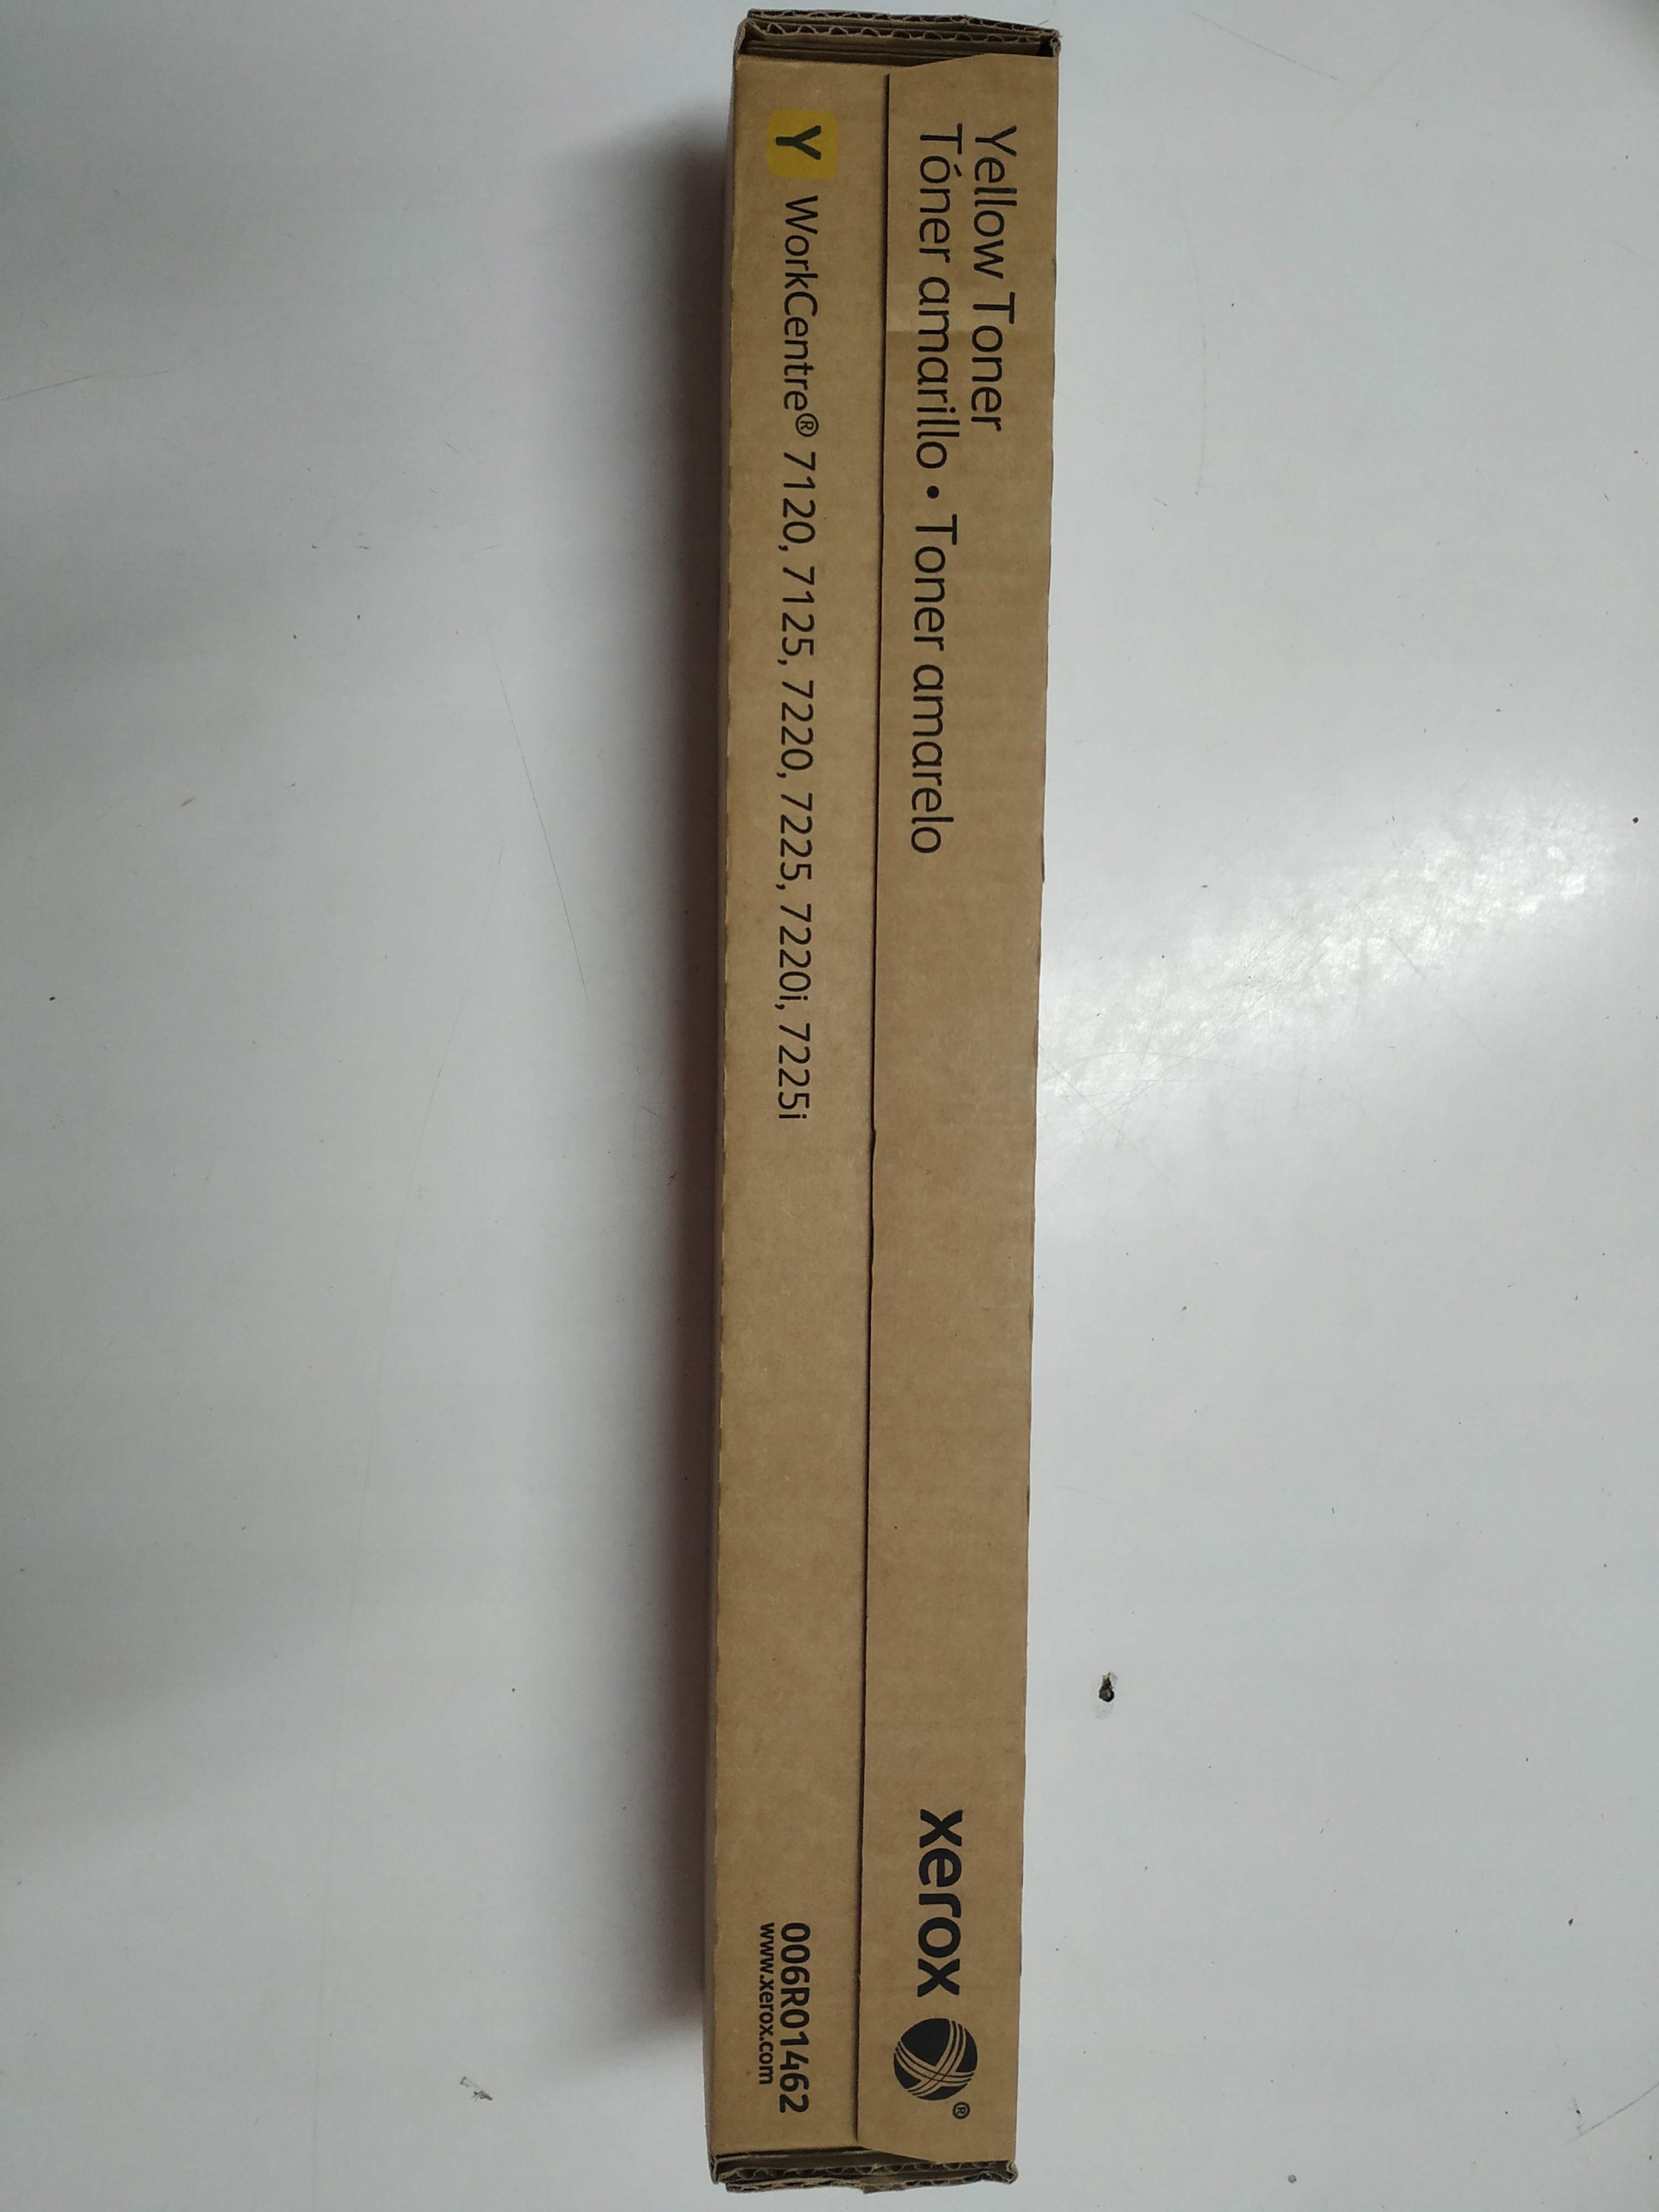 Yellow Toner
Tóner amarillo • Toner amarelo
xerox ®
Y WorkCentre® 7120, 7125, 7220, 7225, 7220i, 7225i
006R01462
www.xerox.com